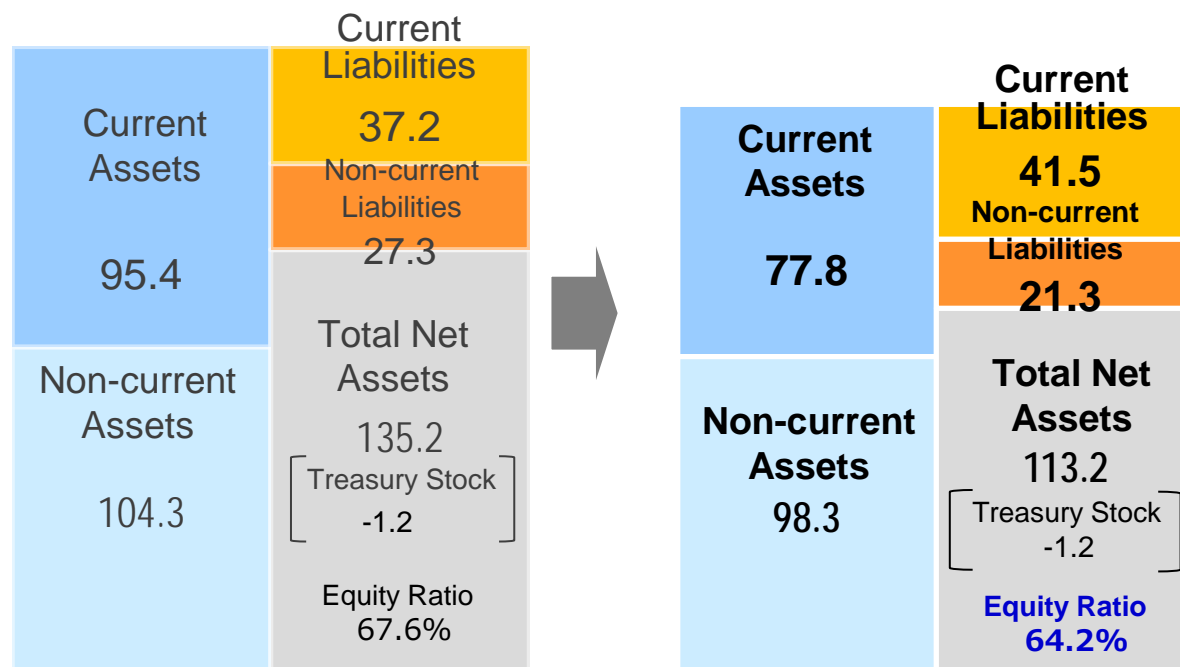 Current
Assets
95.4
Non-current
Assets
104.3
Current
Liabilities
37.2
Non-current
Liabilities
27.3
Total Net
Assets
135.2
Treasury Stock
-1.2
Equity Ratio
67.6%
Current
Assets
77.8
Non-current
Assets
98.3
Current
Liabilities
41.5
Non-current
Liabilities
21.3
Total Net
Assets
113.2
Treasury Stock
-1.2
Equity Ratio
64.2%